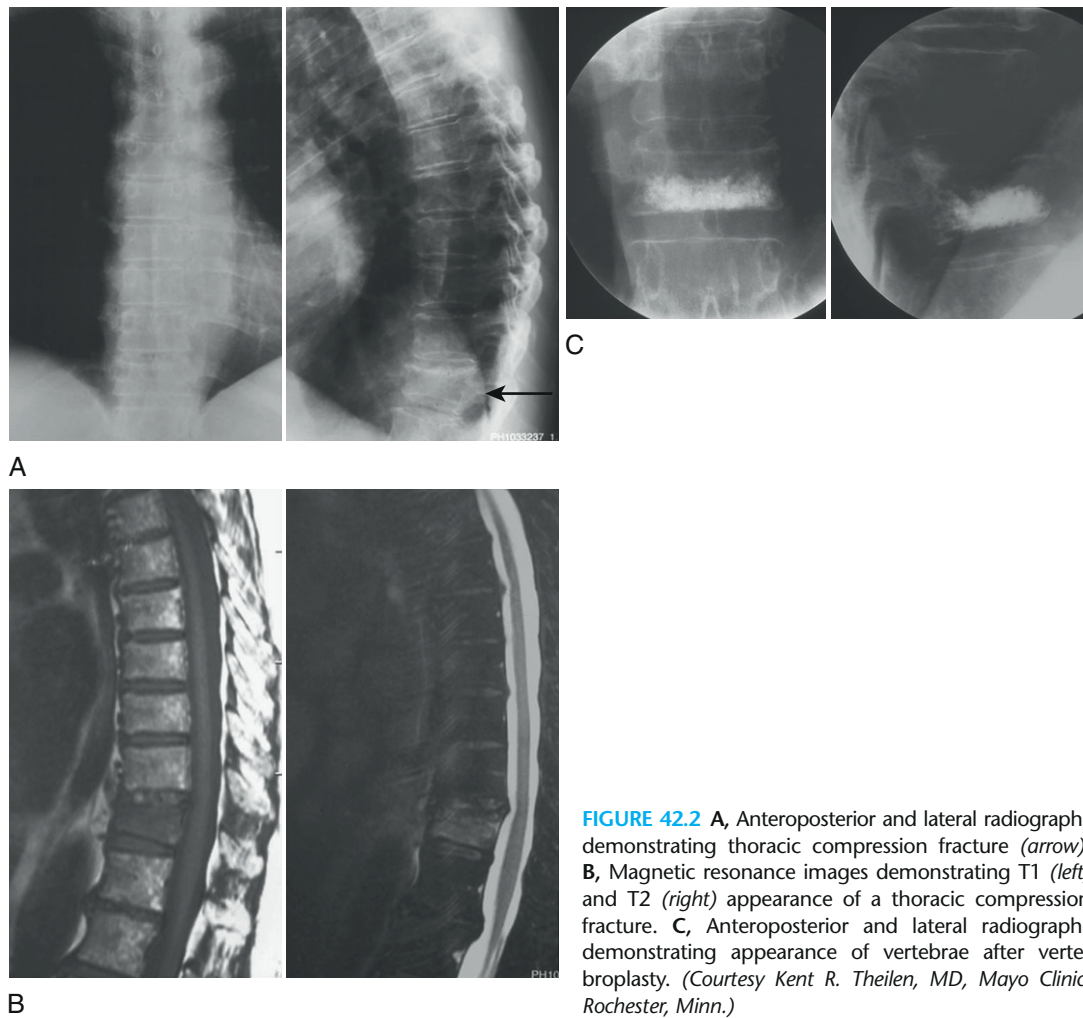 PH1033237 1
A
C
PH10
B
FIGURE 42.2 A, Anteroposterior and lateral radiograph
demonstrating thoracic compression fracture (arrow)
B, Magnetic resonance images demonstrating T1 (left
and T2 (right) appearance of a thoracic compression
fracture. C, Anteroposterior and lateral radiograph
demonstrating appearance of vertebrae after verte
broplasty. (Courtesy Kent R. Theilen, MD, Mayo Clinic
Rochester, Minn.)